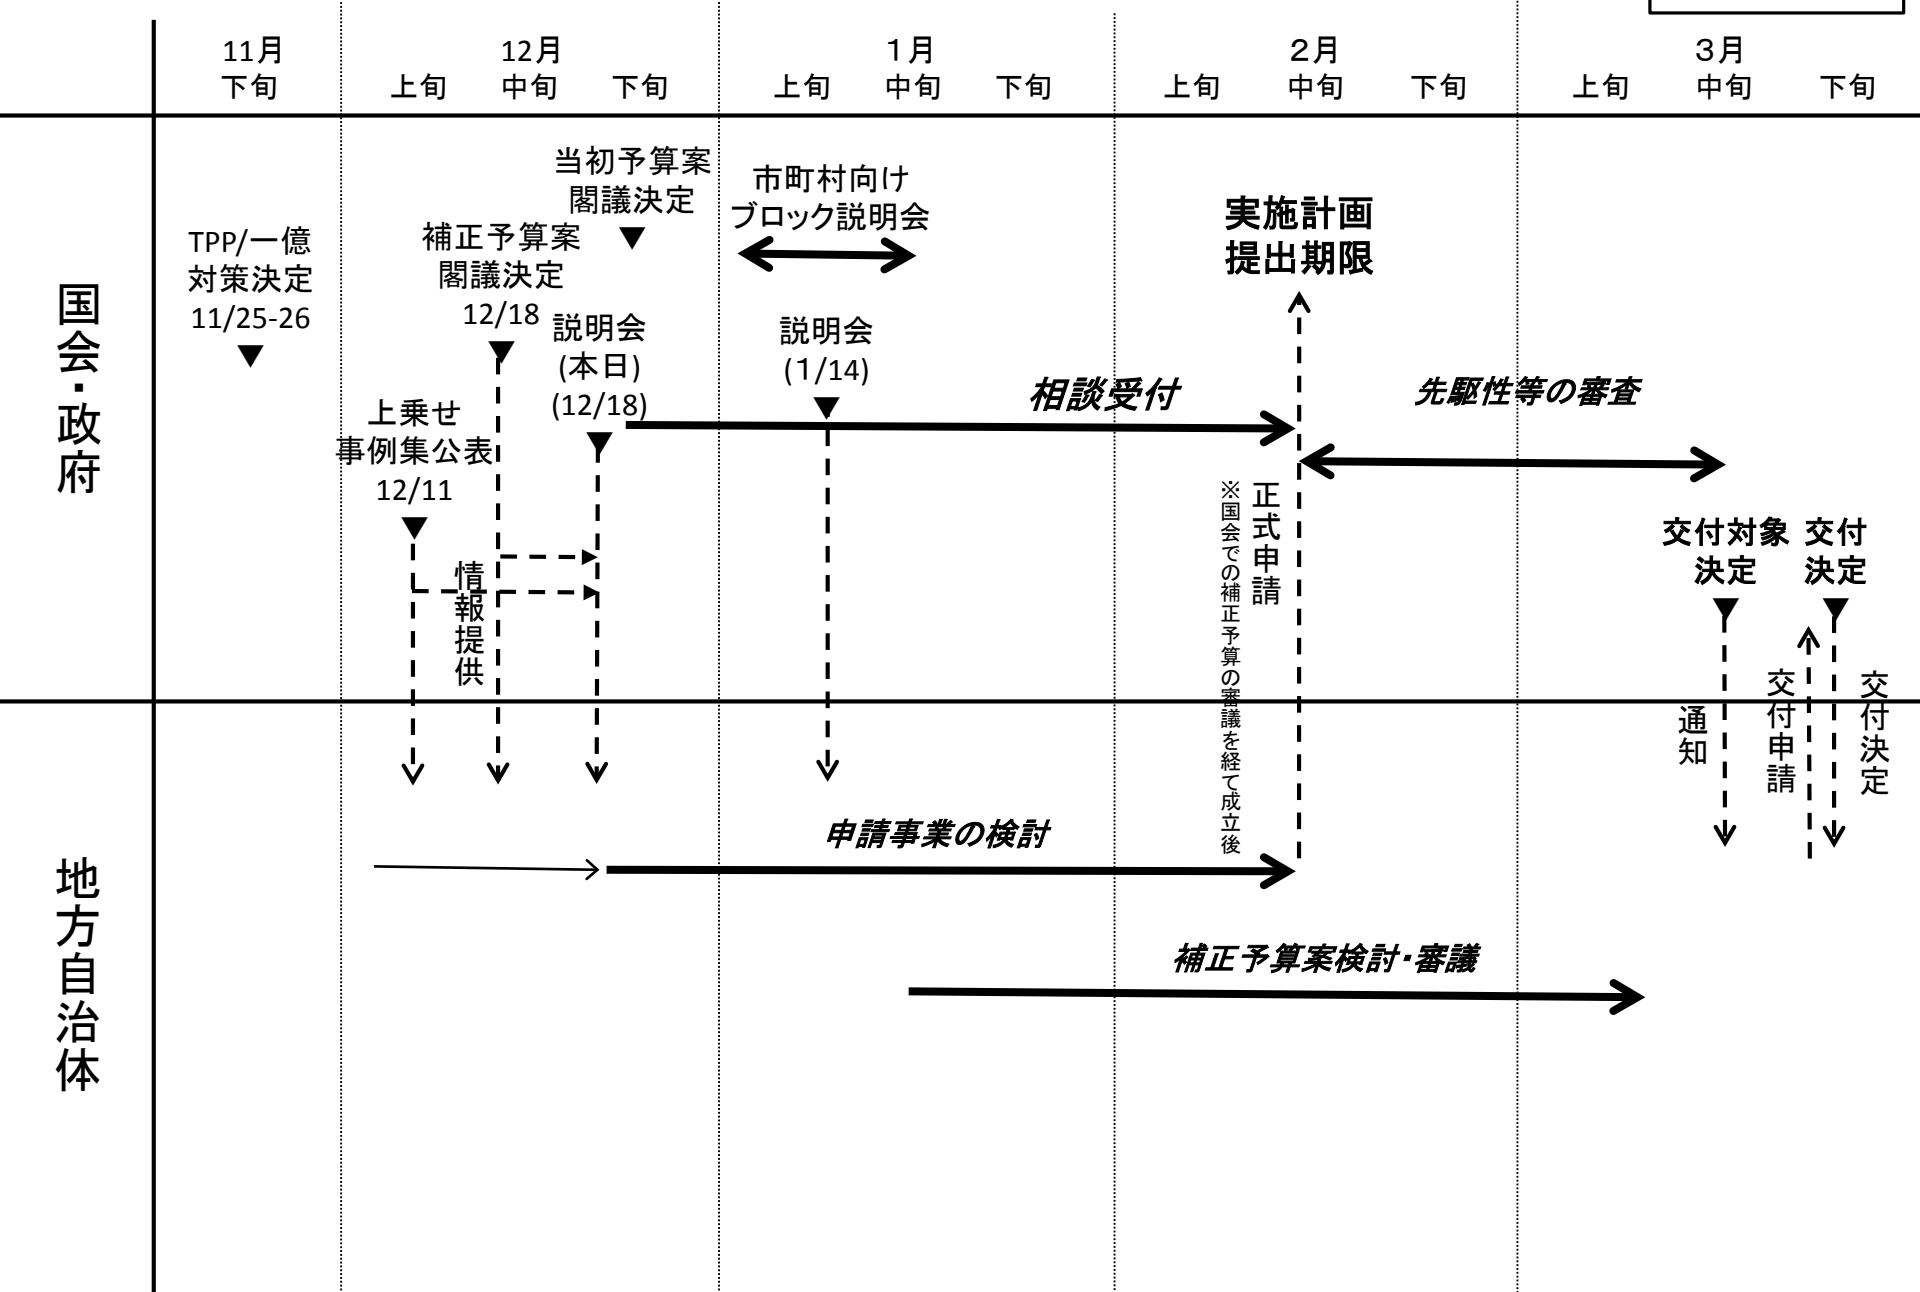 11月
下旬
12月
上旬 中旬 下旬
１月
上旬 中旬 下旬
２月
上旬 中旬 下旬
３月
上旬 中旬 下旬
国会・政府
TPP/一億
対策決定
11/25-26
上乗せ
事例集公表
12/11
補正予算案
閣議決定
12/18
当初予算案
閣議決定
説明会
(本日)
(12/18)
情報提供
市町村向け
ブロック説明会
説明会
(１/14)
相談受付
実施計画
提出期限
正式申請
※国会での補正予算の審議を経て成立後
先駆性等の審査
交付対象
決定
交付
決定
通知
交付申請
交付決定
地方自治体
申請事業の検討
補正予算案検討・審議